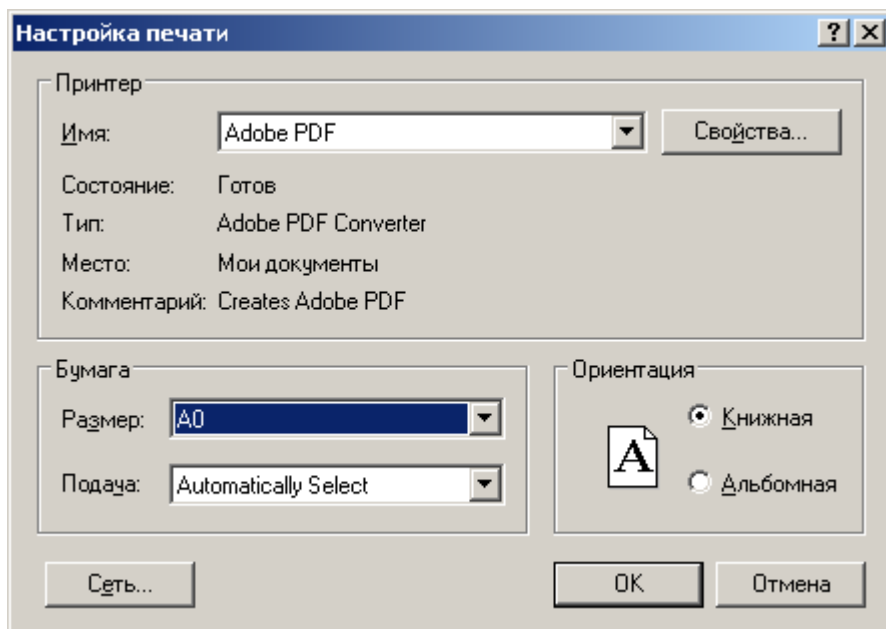 Настройка печати
Принтер
Имя: Adobe PDF Свойства...
Состояние: Готов
Тип: Adobe PDF Converter
Место: Мои документы
Комментарий: Creates Adobe PDF
Бумага
Размер: A0
Подача: Automatically Select
Ориентация
A
Книжная
Альбомная
Сеть... OK Отмена